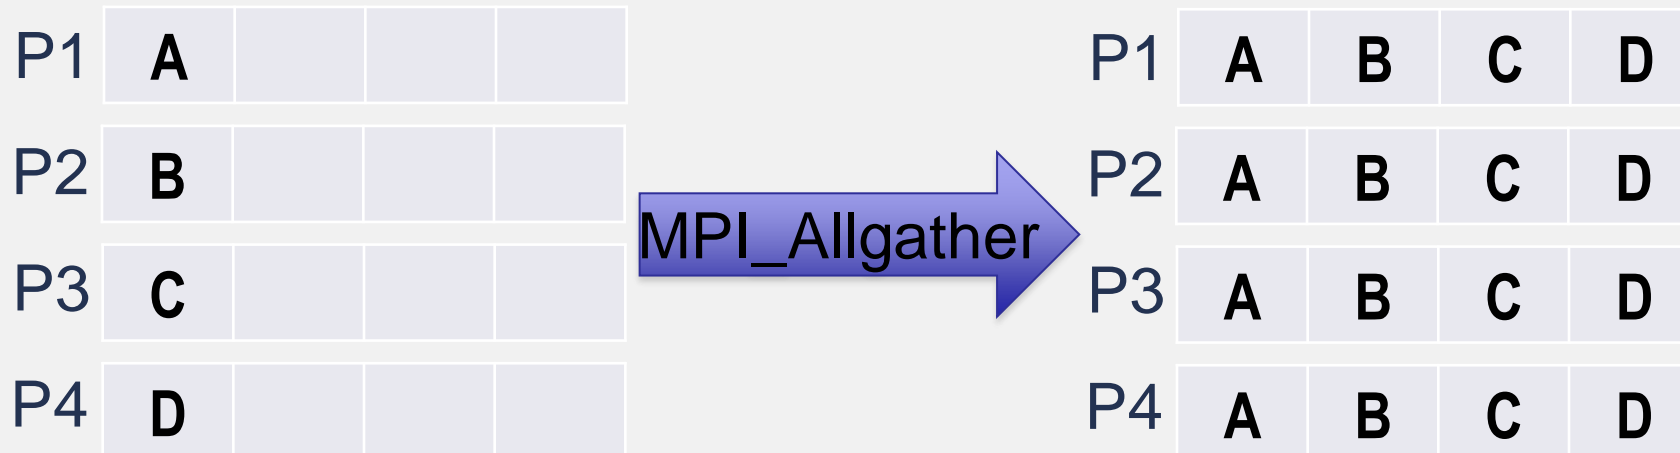 P1 A
P2 B
P3 C
P4 D
MPI_Allgather
P1 A B C D
P2 A B C D
P3 A B C D
P4 A B C D